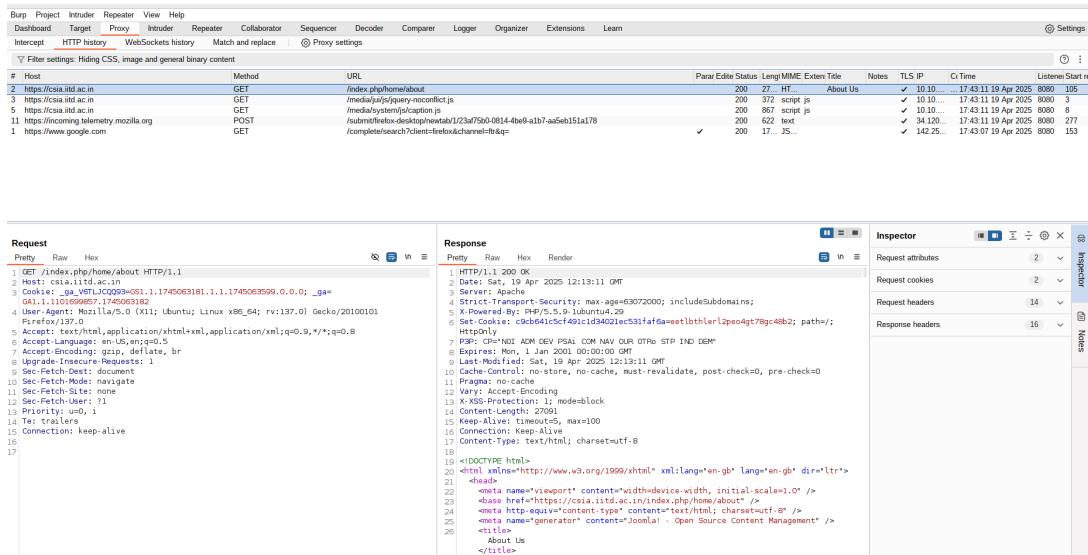 Burp Project Intruder Repeater View Help
Dashboard Target Proxy Intruder Repeater Collaborator Sequencer Decoder Comparer Logger Organizer Extensions Learn Settings
Intercept HTTP history WebSockets history Match and replace Proxy settings
Filter settings: Hiding CSS, image and general binary content
# Host Method URL Paran Edite Status Lengt MIME Extens Title Notes TLS IP Cc Time Listener Start re
2 https://csia.iitd.ac.in GET /index.php/home/about 200 27... HT... About Us ✓ 10.10.... ... 17:43:11 19 Apr 2025 8080 105
3 https://csia.iitd.ac.in GET /media/jui/js/jquery-noconflict.js 200 372 script js ✓ 10.10.... 17:43:11 19 Apr 2025 8080 3
5 https://csia.iitd.ac.in GET /media/system/js/caption.js 200 867 script js ✓ 10.10.... 17:43:11 19 Apr 2025 8080 8
11 https://incoming.telemetry.mozilla.org POST /submit/firefox-desktop/newtab/1/23af75b0-0814-4be9-a1b7-aa5eb151a178 200 622 text ✓ 34.120... 17:43:11 19 Apr 2025 8080 277
1 https://www.google.com GET /complete/search?client=firefox&channel=ftr&q= ✓ 200 17... JS... ✓ 142.25... 17:43:07 19 Apr 2025 8080 153
Request
Pretty Raw Hex \n
1 GET /index.php/home/about HTTP/1.1
2 Host: csia.iitd.ac.in
3 Cookie: _ga_V6TLJCQQ93=GS1.1.1745063181.1.1.1745063599.0.0.0; _ga=
GA1.1.1101699857.1745063182
4 User-Agent: Mozilla/5.0 (X11; Ubuntu; Linux x86_64; rv:137.0) Gecko/20100101
Firefox/137.0
5 Accept: text/html,application/xhtml+xml,application/xml;q=0.9,*/*;q=0.8
6 Accept-Language: en-US,en;q=0.5
7 Accept-Encoding: gzip, deflate, br
8 Upgrade-Insecure-Requests: 1
9 Sec-Fetch-Dest: document
10 Sec-Fetch-Mode: navigate
11 Sec-Fetch-Site: none
12 Sec-Fetch-User: ?1
13 Priority: u=0, i
14 Te: trailers
15 Connection: keep-alive
16
17
Response
Pretty Raw Hex Render \n
1 HTTP/1.1 200 OK
2 Date: Sat, 19 Apr 2025 12:13:11 GMT
3 Server: Apache
4 Strict-Transport-Security: max-age=63072000; includeSubdomains;
5 X-Powered-By: PHP/5.5.9-1ubuntu4.29
6 Set-Cookie: c9cb641c5cf491c1d34021ec531faf6a=eetlbthlerl2peo4gt78gc48b2; path=/;
HttpOnly
7 P3P: CP="NOI ADM DEV PSAi COM NAV OUR OTRo STP IND DEM"
8 Expires: Mon, 1 Jan 2001 00:00:00 GMT
9 Last-Modified: Sat, 19 Apr 2025 12:13:11 GMT
10 Cache-Control: no-store, no-cache, must-revalidate, post-check=0, pre-check=0
11 Pragma: no-cache
12 Vary: Accept-Encoding
13 X-XSS-Protection: 1; mode=block
14 Content-Length: 27091
15 Keep-Alive: timeout=5, max=100
16 Connection: Keep-Alive
17 Content-Type: text/html; charset=utf-8
18
19 <!DOCTYPE html>
20 <html xmlns="http://www.w3.org/1999/xhtml" xml:lang="en-gb" lang="en-gb" dir="ltr">
21 <head>
22 <meta name="viewport" content="width=device-width, initial-scale=1.0" />
23 <base href="https://csia.iitd.ac.in/index.php/home/about" />
24 <meta http-equiv="content-type" content="text/html; charset=utf-8" />
25 <meta name="generator" content="Joomla! - Open Source Content Management" />
26 <title>
About Us
</title>
Inspector
Request attributes 2
Request cookies 2
Request headers 14
Response headers 16
Inspector
Notes